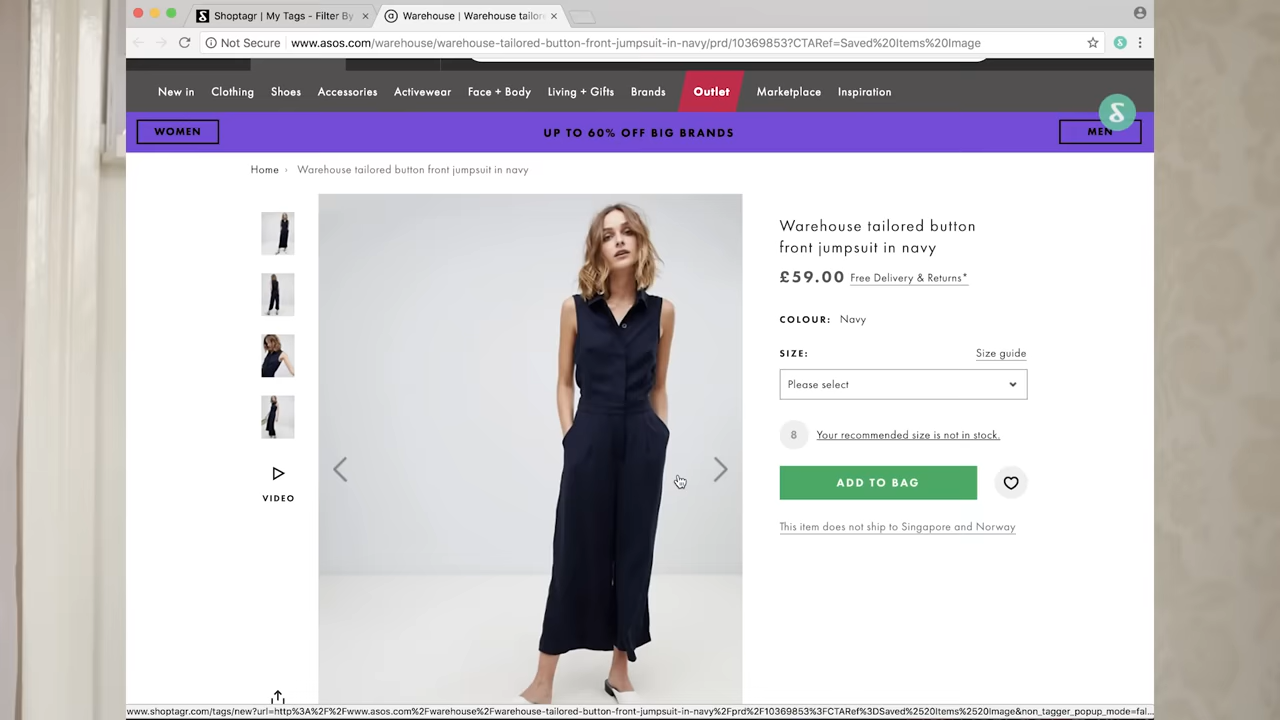 Shoptagr | My Tags - Filter By
Warehouse | Warehouse tailore
Not Secure
www.asos.com/warehouse/warehouse-tailored-button-front-jumpsuit-in-navy/prd/10369853?CTARef=Saved%20Items%20Image
New in
Clothing
Shoes
Accessories
Activewear
Face + Body
Living + Gifts
Brands
Outlet
Marketplace
Inspiration
WOMEN
UP TO 60% OFF BIG BRANDS
MEN
Home › Warehouse tailored button front jumpsuit in navy
VIDEO
Warehouse tailored button
front jumpsuit in navy
£59.00 Free Delivery & Returns*
COLOUR: Navy
SIZE:
Size guide
Please select
8
Your recommended size is not in stock.
ADD TO BAG
This item does not ship to Singapore and Norway
www.shoptagr.com/tags/new?url=http%3A%2F%2Fwww.asos.com%2Fwarehouse%2Fwarehouse-tailored-button-front-jumpsuit-in-navy%2Fprd%2F10369853%3FCTARef%3DSaved%2520Items%2520Image&non_tagger_popup_mode=fal...